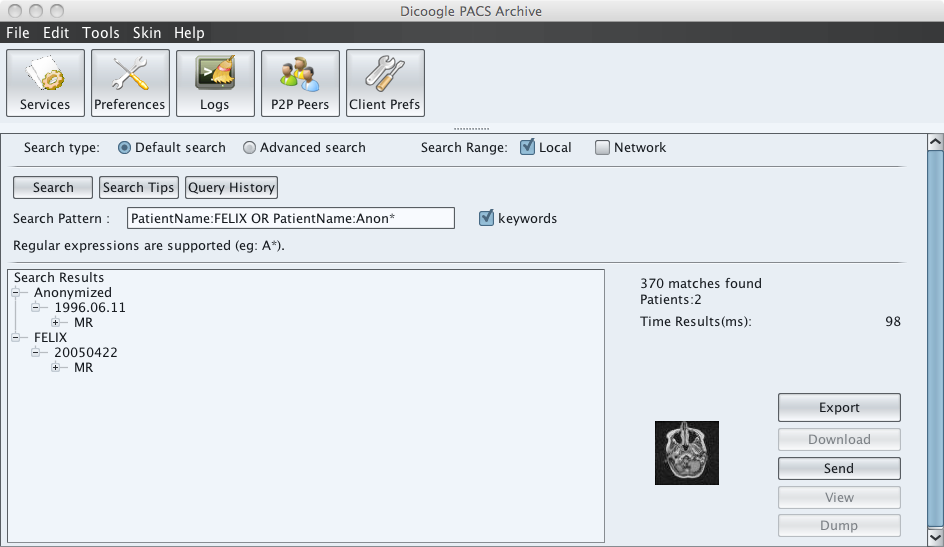 Dicoogle PACS Archive
File Edit Tools Skin Help
Services Preferences Logs P2P Peers Client Prefs
Search type: Default search Advanced search Search Range: Local Network
Search Search Tips Query History
Search Pattern : PatientName:FELIX OR PatientName:Anon* keywords
Regular expressions are supported (eg: A*).
Search Results
Anonymized
1996.06.11
MR
FELIX
20050422
MR
370 matches found
Patients:2
Time Results(ms): 98
Export
Download
Send
View
Dump